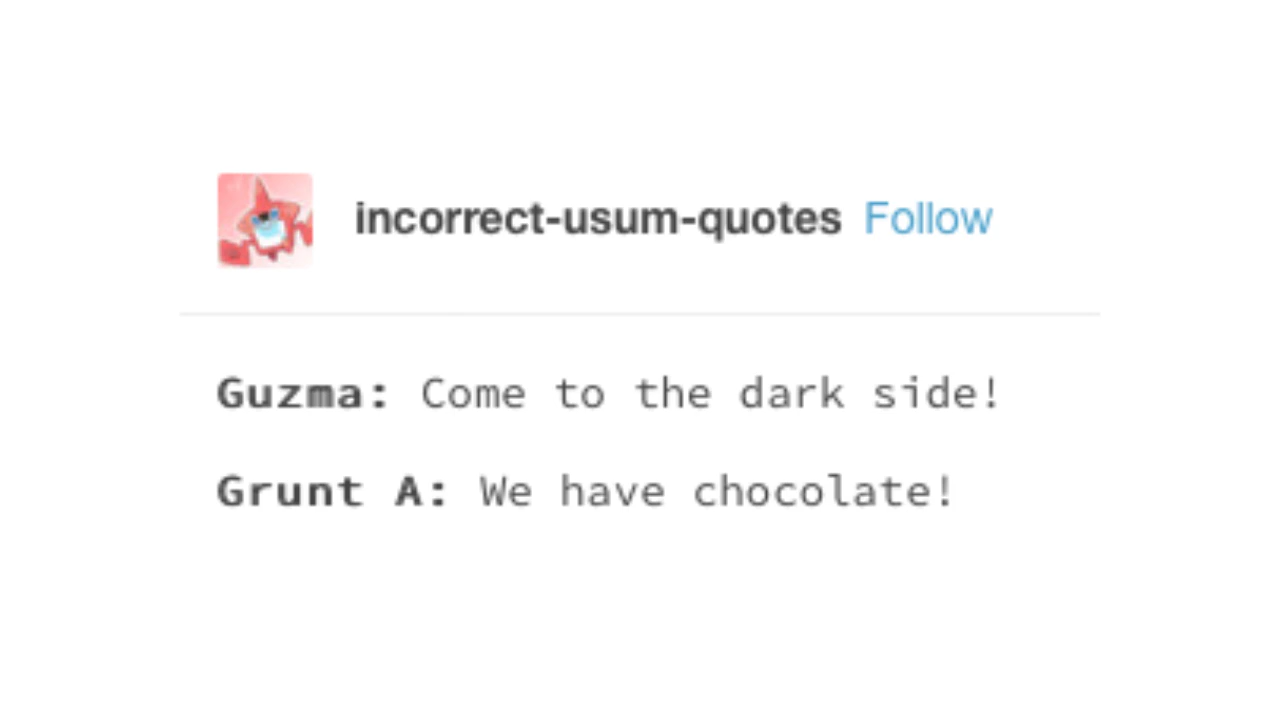 incorrect-usum-quotes Follow
Guzma: Come to the dark side!
Grunt A: We have chocolate!